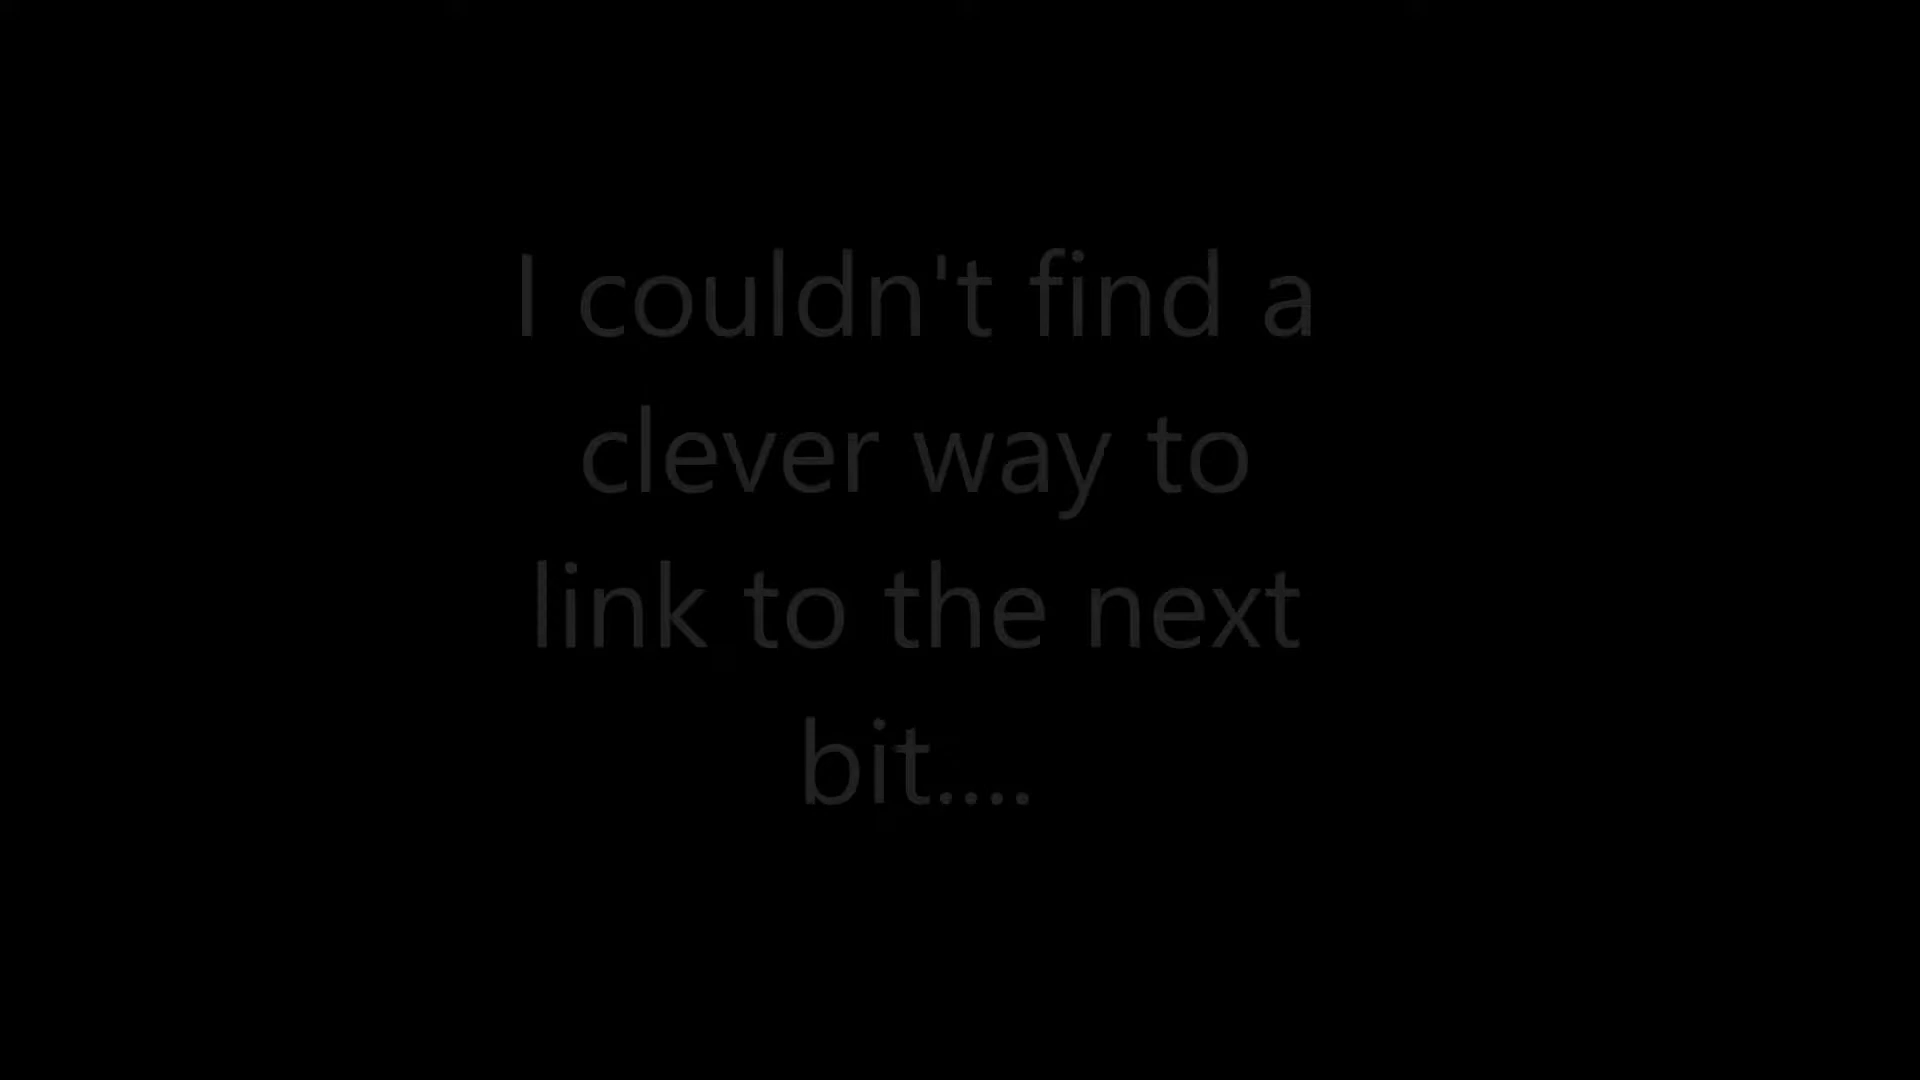 I couldn't find a
clever way to
link to the next
bit....